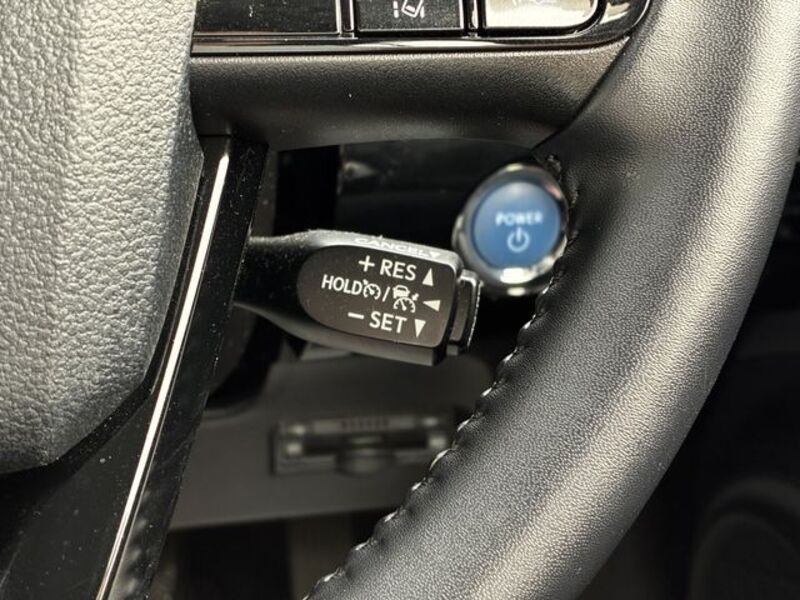 POWER
CANCEL
+ RES ▲
HOLD / ◀
− SET ▼